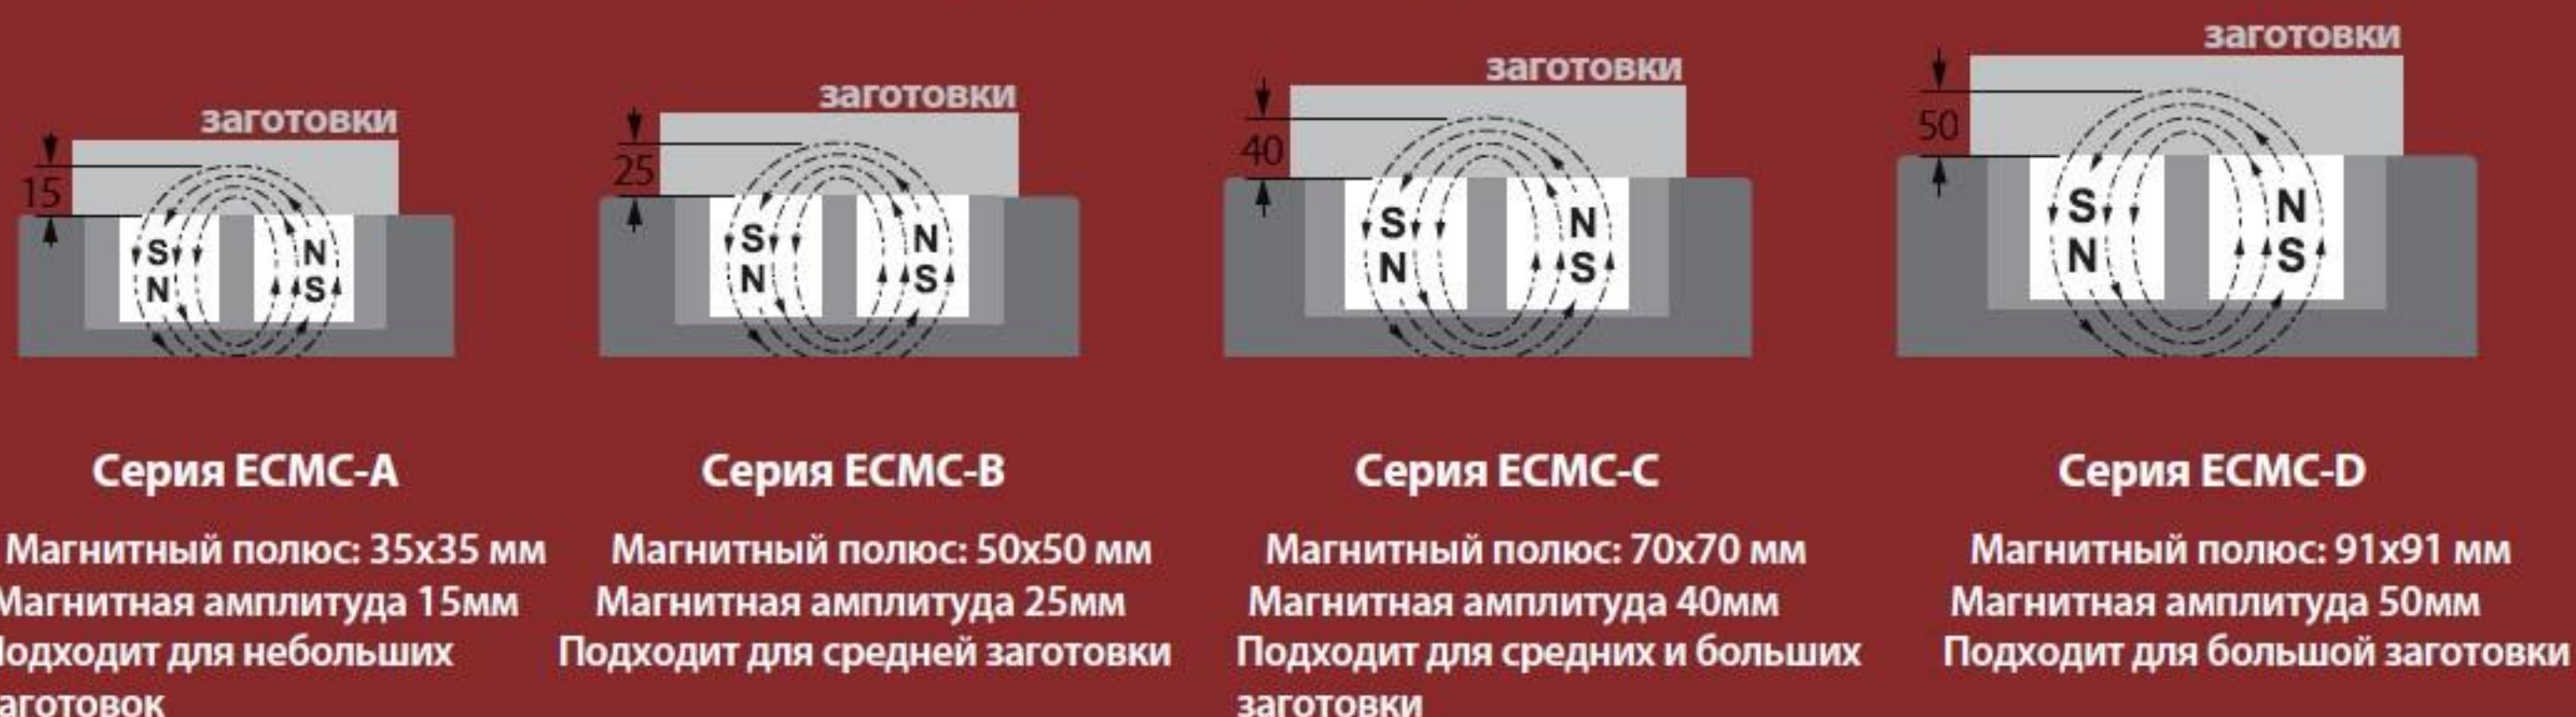 заготовки
15
S
N
N
S
Серия ECMC-A
Магнитный полюс: 35x35 мм
Магнитная амплитуда 15мм
Подходит для небольших
заготовок
заготовки
25
S
N
N
S
Серия ECMC-B
Магнитный полюс: 50x50 мм
Магнитная амплитуда 25мм
Подходит для средней заготовки
заготовки
40
S
N
N
S
Серия ECMC-C
Магнитный полюс: 70x70 мм
Магнитная амплитуда 40мм
Подходит для средних и больших
заготовки
заготовки
50
S
N
N
S
Серия ECMC-D
Магнитный полюс: 91x91 мм
Магнитная амплитуда 50мм
Подходит для большой заготовки